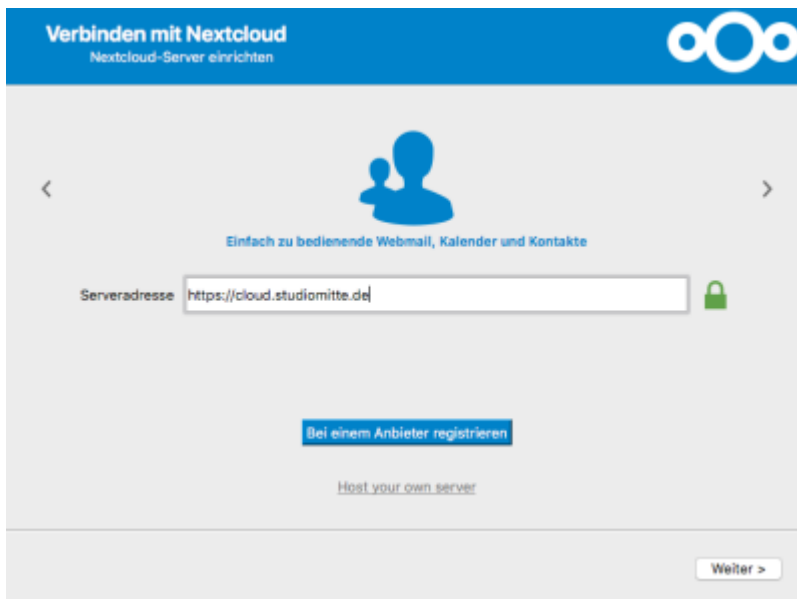 Verbinden mit Nextcloud
Nextcloud-Server einrichten
<
>
Einfach zu bedienende Webmail, Kalender und Kontakte
Serveradresse https://cloud.studiomitte.de
Bei einem Anbieter registrieren
Host your own server
Weiter >